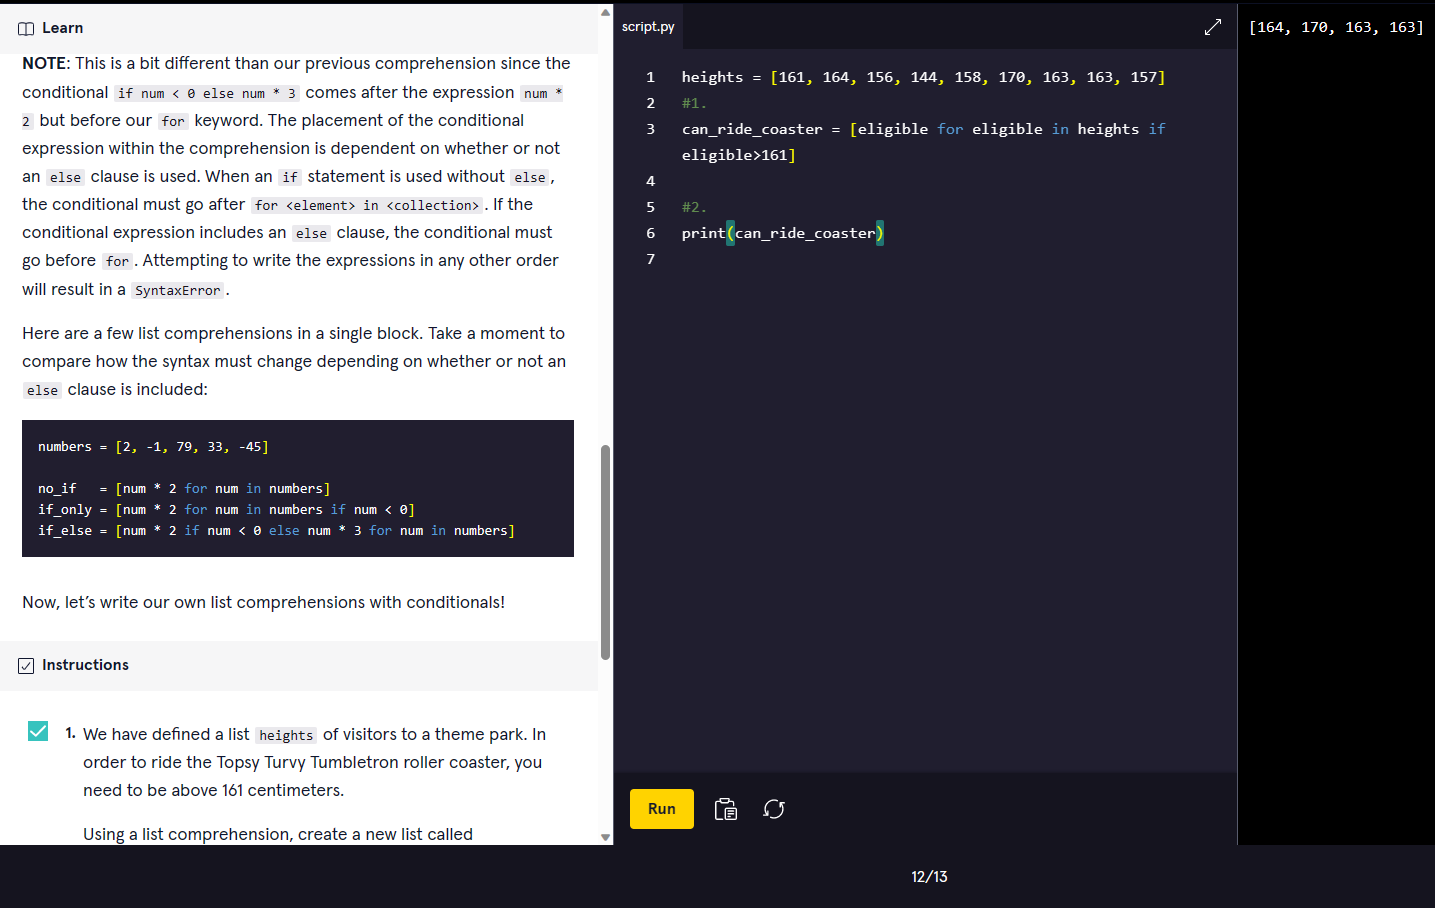 Learn
NOTE: This is a bit different than our previous comprehension since the
conditional if num < 0 else num * 3 comes after the expression num *
2 but before our for keyword. The placement of the conditional
expression within the comprehension is dependent on whether or not
an else clause is used. When an if statement is used without else,
the conditional must go after for <element> in <collection>. If the
conditional expression includes an else clause, the conditional must
go before for. Attempting to write the expressions in any other order
will result in a SyntaxError.
Here are a few list comprehensions in a single block. Take a moment to
compare how the syntax must change depending on whether or not an
else clause is included:
numbers = [2, -1, 79, 33, -45]
no_if   = [num * 2 for num in numbers]
if_only = [num * 2 for num in numbers if num < 0]
if_else = [num * 2 if num < 0 else num * 3 for num in numbers]
Now, let's write our own list comprehensions with conditionals!
Instructions
1. We have defined a list heights of visitors to a theme park. In
order to ride the Topsy Turvy Tumbletron roller coaster, you
need to be above 161 centimeters.
Using a list comprehension, create a new list called
script.py
1 heights = [161, 164, 156, 144, 158, 170, 163, 163, 157]
2 #1.
3 can_ride_coaster = [eligible for eligible in heights if
eligible>161]
4
5 #2.
6 print(can_ride_coaster)
7
Run
[164, 170, 163, 163]
12/13